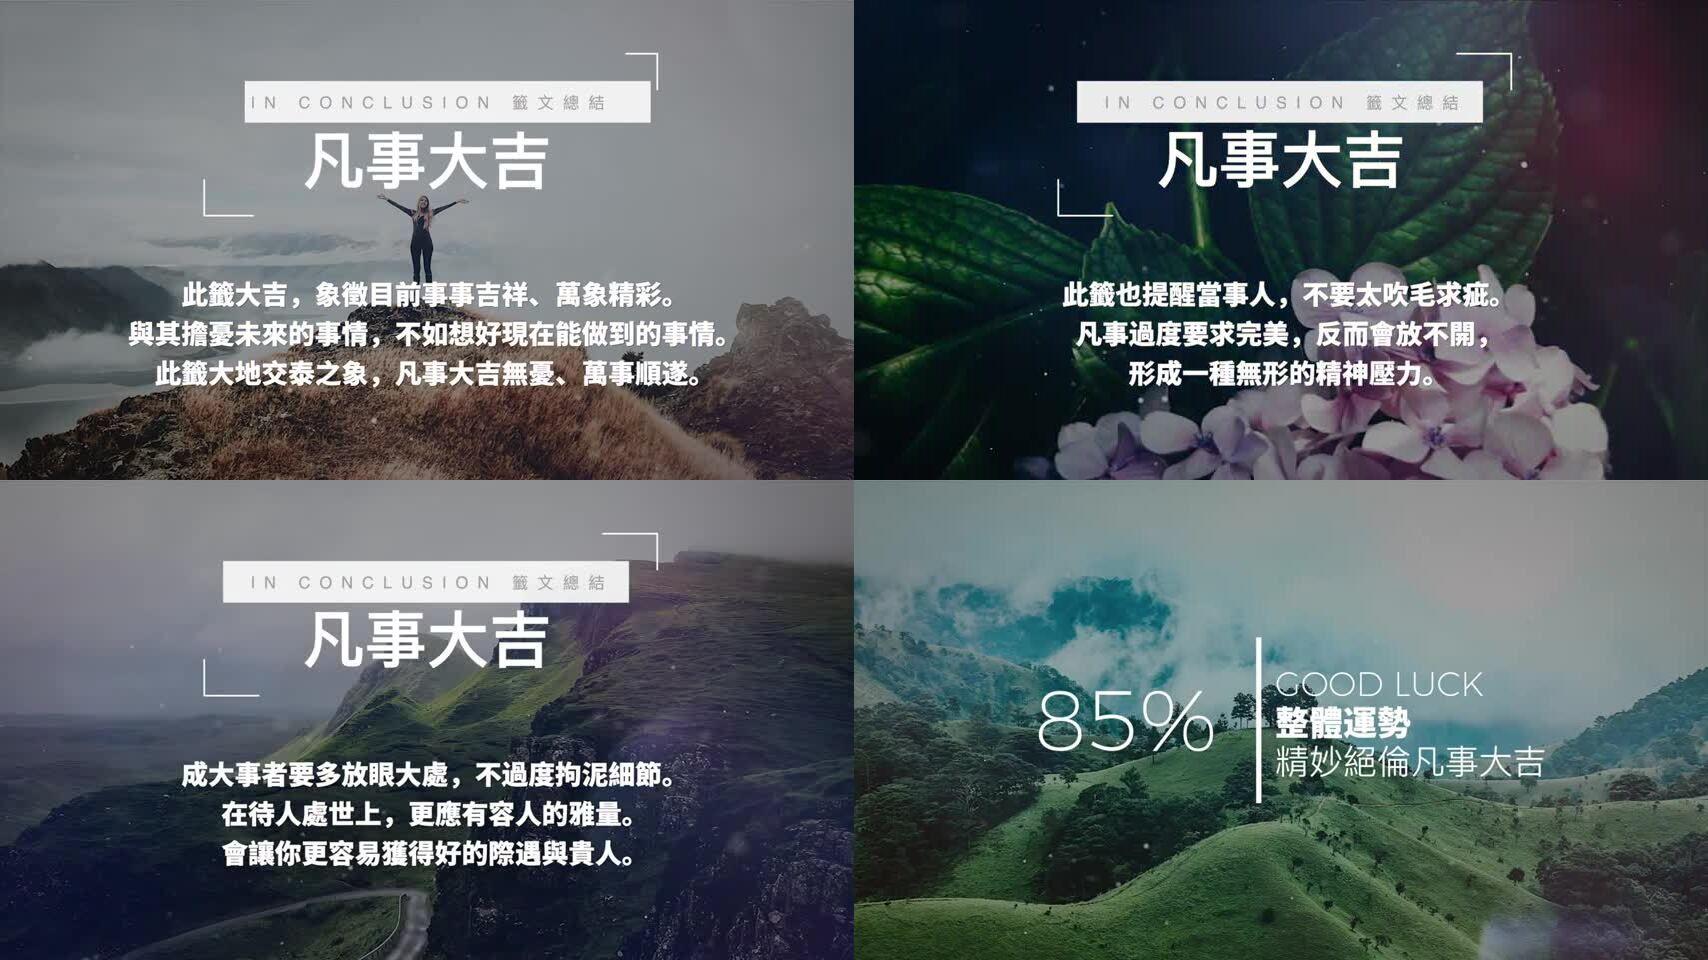 IN CONCLUSION 籤文總結
凡事大吉
此籤大吉，象徵目前事事吉祥、萬象精彩。
與其擔憂未來的事情，不如想好現在能做到的事情。
此籤大地交泰之象，凡事大吉無憂、萬事順遂。
IN CONCLUSION 籤文總結
凡事大吉
此籤也提醒當事人，不要太吹毛求疵。
凡事過度要求完美，反而會放不開，
形成一種無形的精神壓力。
IN CONCLUSION 籤文總結
凡事大吉
成大事者要多放眼大處，不過度拘泥細節。
在待人處世上，更應有容人的雅量。
會讓你更容易獲得好的際遇與貴人。
85%
GOOD LUCK
整體運勢
精妙絕倫凡事大吉